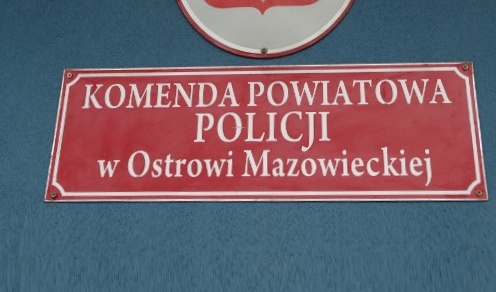 KOMENDA POWIATOWA
POLICJI
w Ostrowi Mazowieckiej